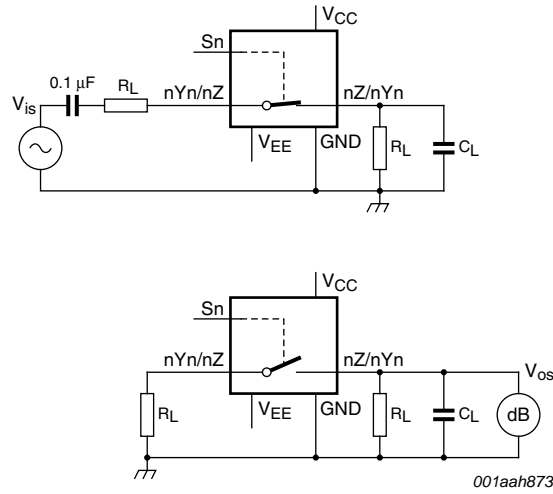 VCC
Sn
0.1 μF
RL
nYn/nZ
nZ/nYn
Vis
VEE
GND
RL
CL
VCC
Sn
nYn/nZ
nZ/nYn
Vos
RL
VEE
GND
RL
CL
dB
001aah873